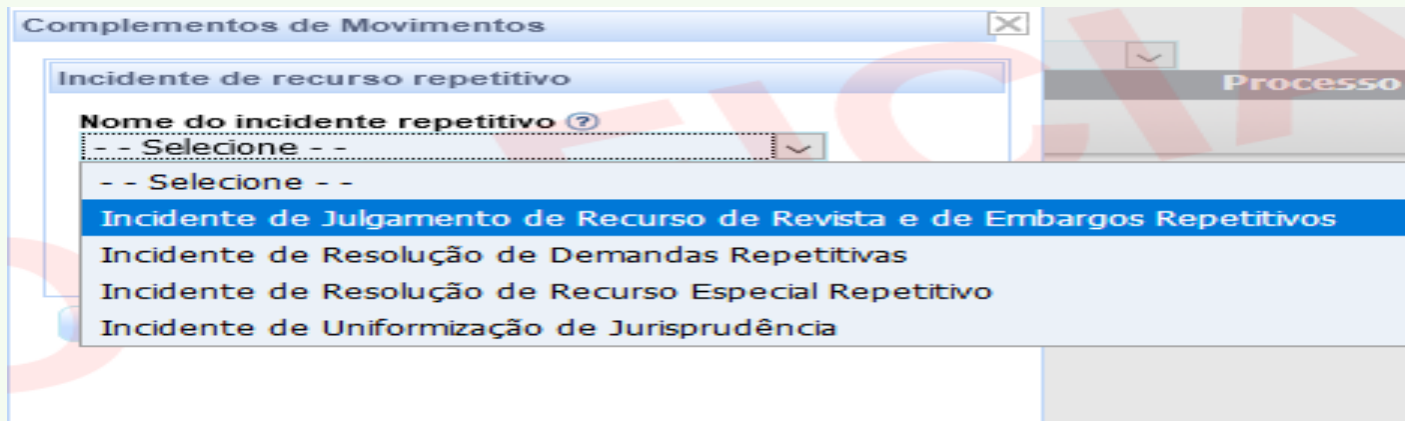 Complementos de Movimentos
Incidente de recurso repetitivo
Processo
Nome do incidente repetitivo ?
- - Selecione - -
- - Selecione - -
Incidente de Julgamento de Recurso de Revista e de Embargos Repetitivos
Incidente de Resolução de Demandas Repetitivas
Incidente de Resolução de Recurso Especial Repetitivo
Incidente de Uniformização de Jurisprudência